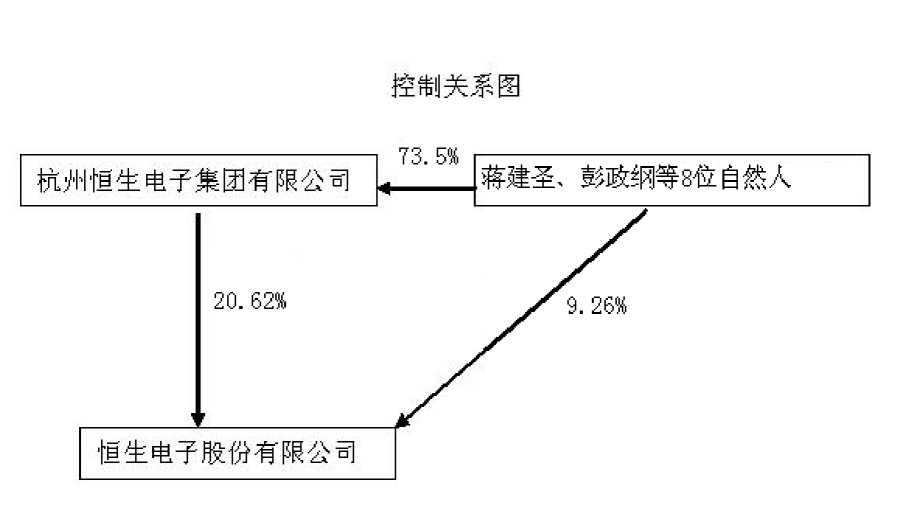 控制关系图
73.5%
杭州恒生电子集团有限公司
蒋建圣、彭政纲等8位自然人
20.62%
9.26%
恒生电子股份有限公司